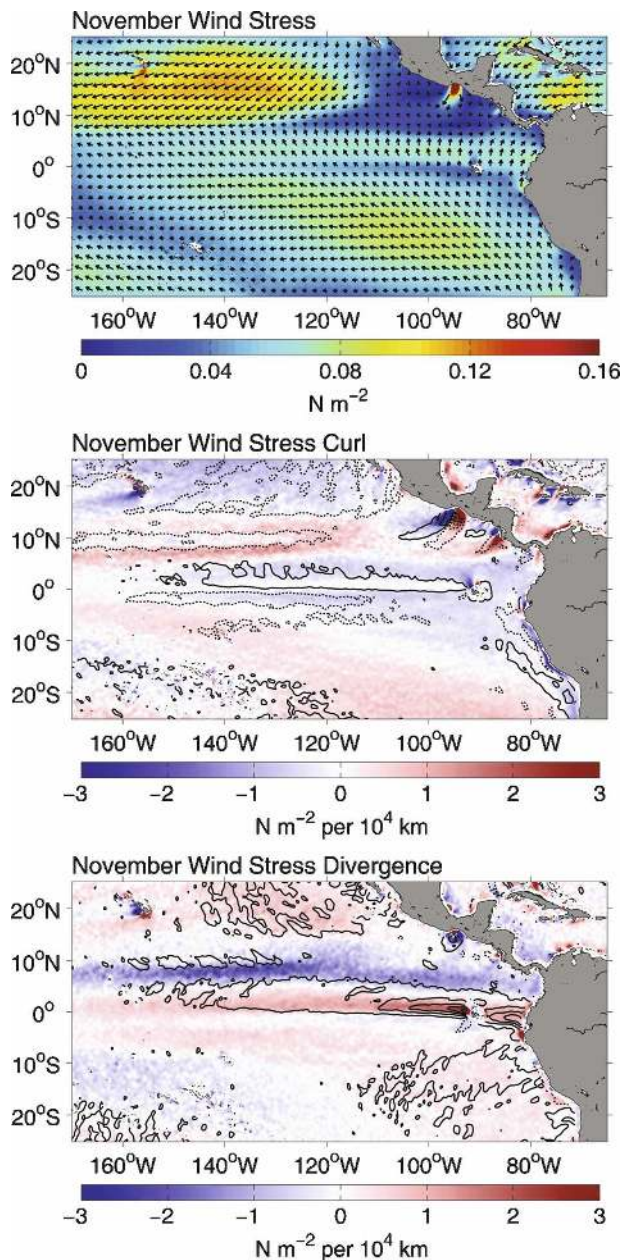 November Wind Stress
20°N
10°N
0°
10°S
20°S
160°W 140°W 120°W 100°W 80°W
0 0.04 0.08 0.12 0.16
N m⁻²
November Wind Stress Curl
20°N
10°N
0°
10°S
20°S
160°W 140°W 120°W 100°W 80°W
−3 −2 −1 0 1 2 3
N m⁻² per 10⁴ km
November Wind Stress Divergence
20°N
10°N
0°
10°S
20°S
160°W 140°W 120°W 100°W 80°W
−3 −2 −1 0 1 2 3
N m⁻² per 10⁴ km